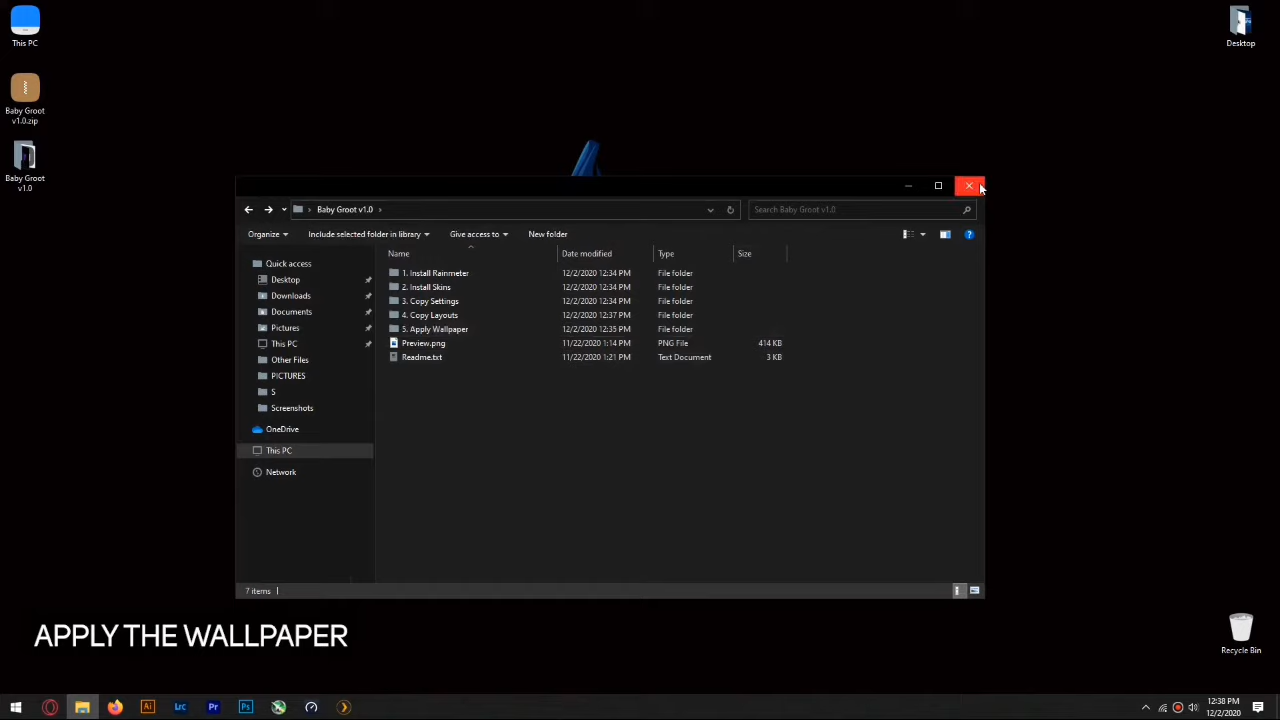 This PC
Desktop
Baby Groot
v1.0.zip
Baby Groot
v1.0
Baby Groot v1.0
Search Baby Groot v1.0
Organize
Include selected folder in library
Give access to
New folder
Name
Date modified
Type
Size
Quick access
Desktop
Downloads
Documents
Pictures
This PC
Other Files
PICTURES
S
Screenshots
OneDrive
This PC
Network
1. Install Rainmeter 12/2/2020 12:34 PM File folder
2. Install Skins 12/2/2020 12:34 PM File folder
3. Copy Settings 12/2/2020 12:34 PM File folder
4. Copy Layouts 12/2/2020 12:37 PM File folder
5. Apply Wallpaper 12/2/2020 12:35 PM File folder
Preview.png 11/22/2020 1:14 PM PNG File 414 KB
Readme.txt 11/22/2020 1:21 PM Text Document 3 KB
7 items
APPLY THE WALLPAPER
Recycle Bin
Ai
Lrc
Pr
Ps
12:38 PM
12/2/2020